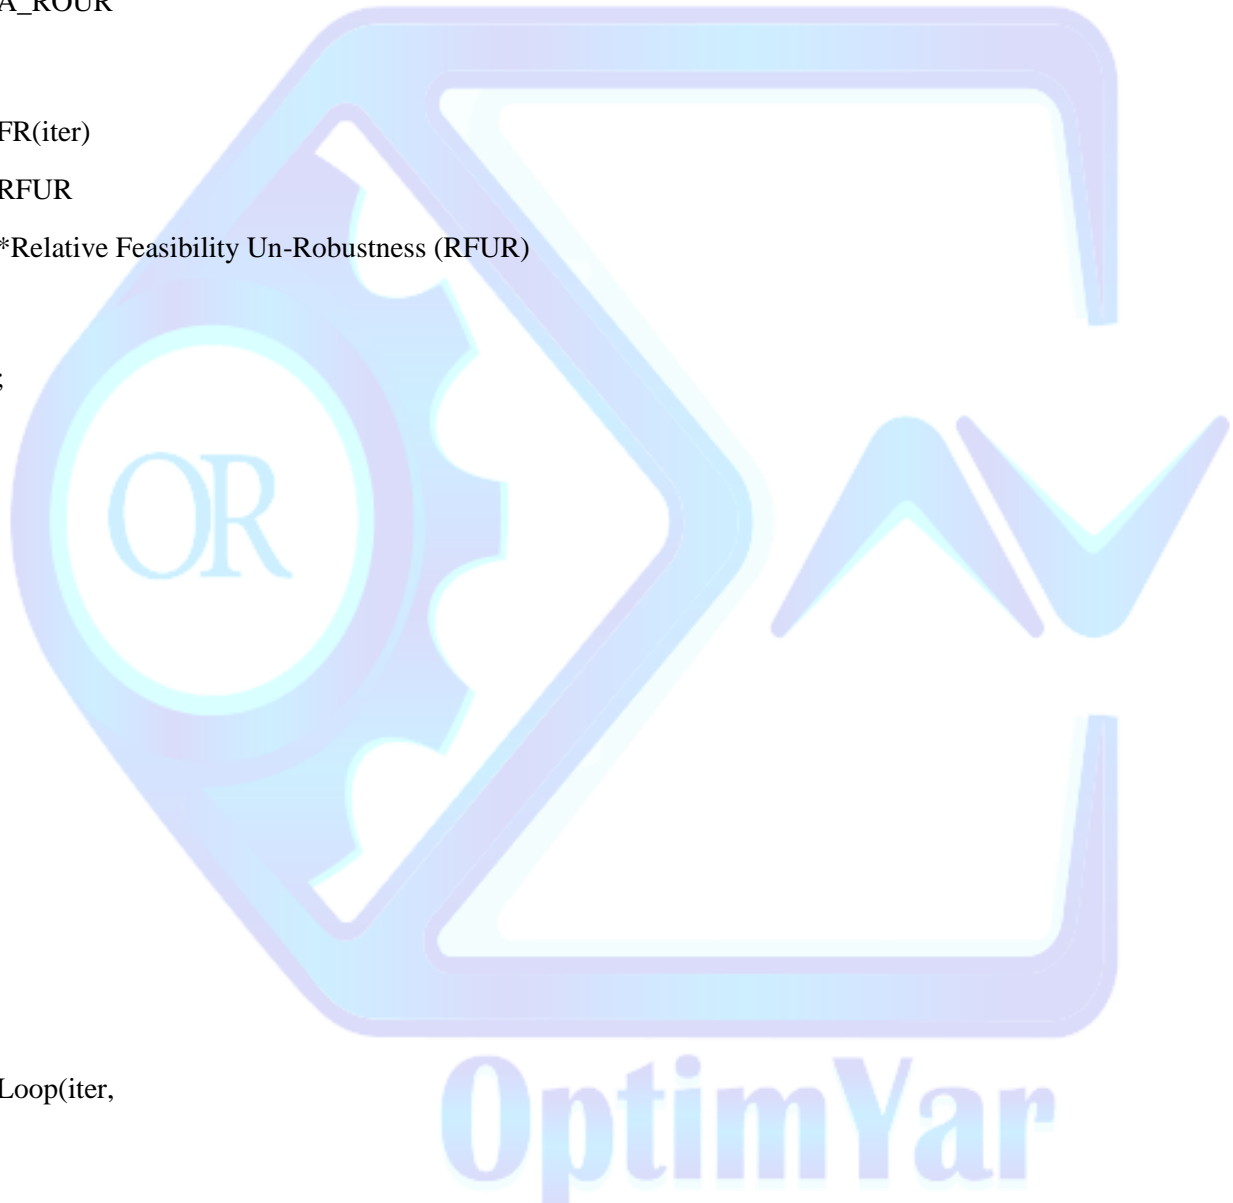 A_ROUR
FR(iter)
RFUR
*Relative Feasibility Un-Robustness (RFUR)
;
OR
Loop(iter,
OptimYar